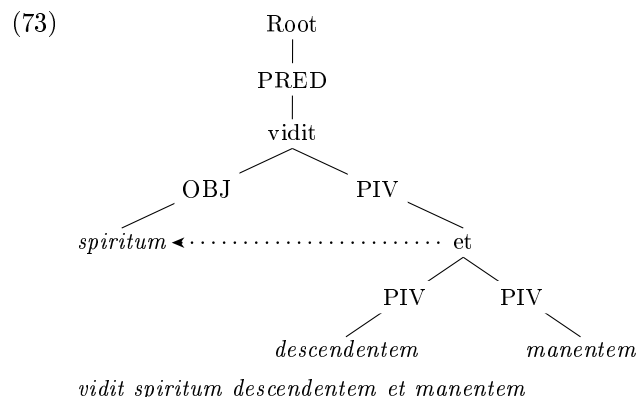 (73) Root
PRED
vidit
OBJ PIV
spiritum et
PIV PIV
descendentem manentem
vidit spiritum descendentem et manentem